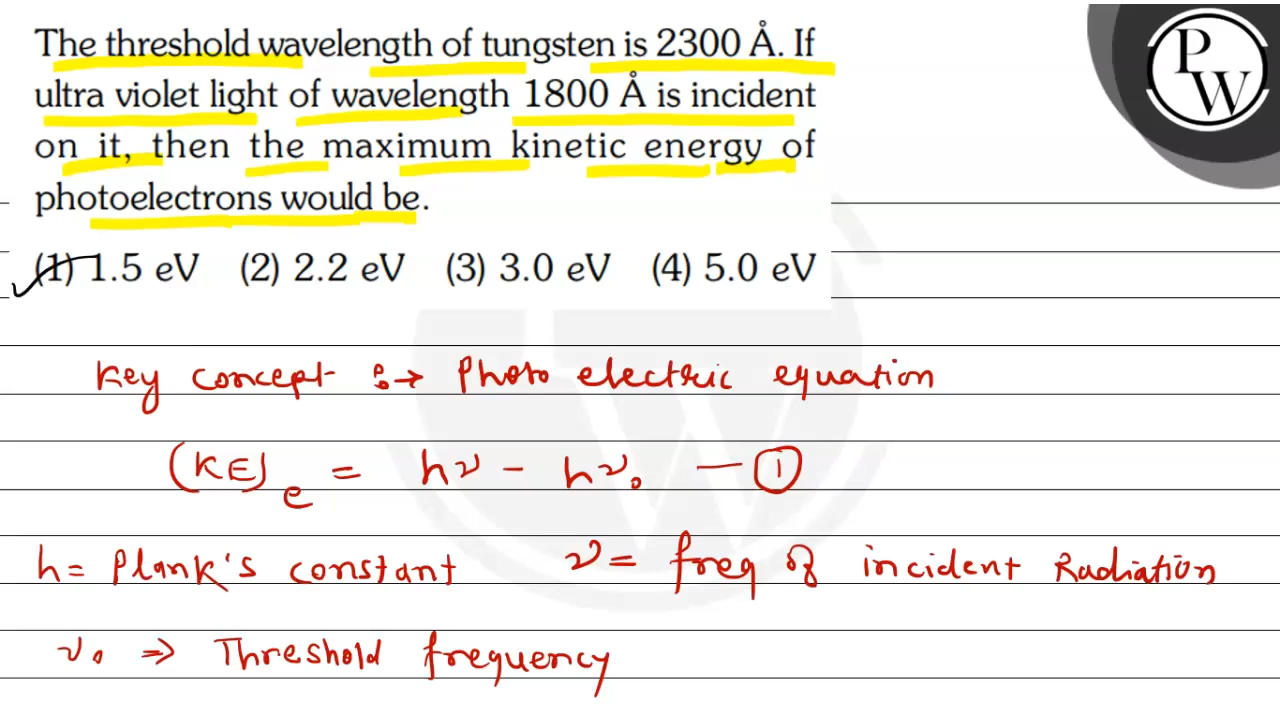 The threshold wavelength of tungsten is 2300 Å. If
ultra violet light of wavelength 1800 Å is incident
on it, then the maximum kinetic energy of
photoelectrons would be.
(1) 1.5 eV (2) 2.2 eV (3) 3.0 eV (4) 5.0 eV
Key concept :→ Photo electric equation
(KE)e = hν - hν₀ — ①
h = Plank's constant ν = freq of incident Radiation
ν₀ ⇒ Threshold frequency
P
W